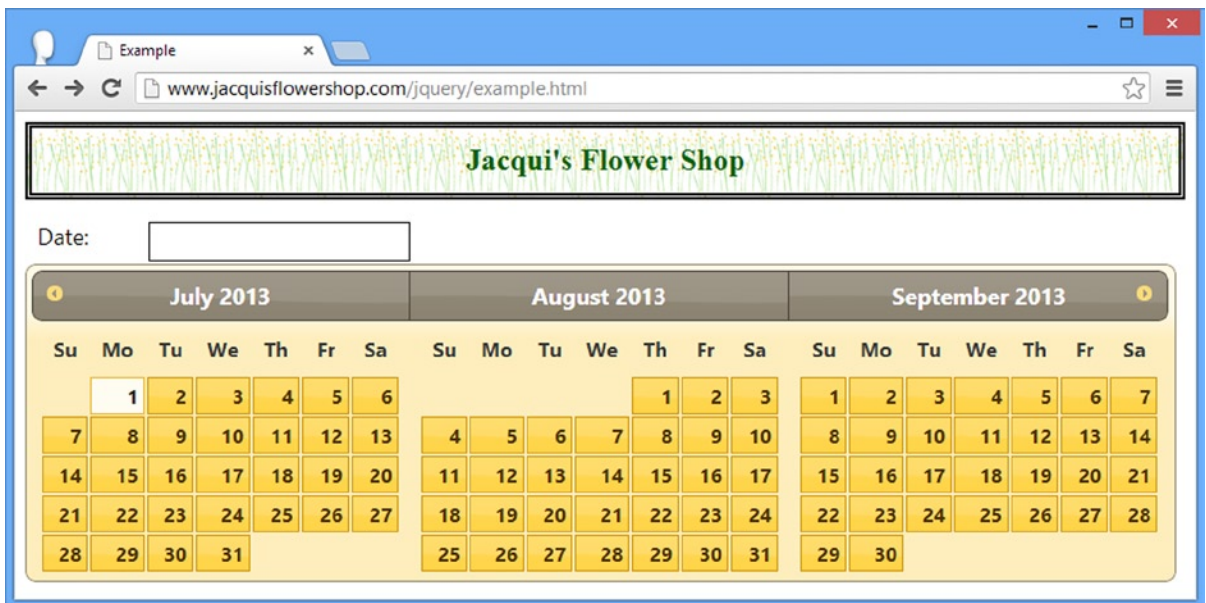 Example
www.jacquisflowershop.com/jquery/example.html
Jacqui's Flower Shop
Date:
July 2013 August 2013 September 2013
Su Mo Tu We Th Fr Sa Su Mo Tu We Th Fr Sa Su Mo Tu We Th Fr Sa
1 2 3 4 5 6 1 2 3 1 2 3 4 5 6 7
7 8 9 10 11 12 13 4 5 6 7 8 9 10 8 9 10 11 12 13 14
14 15 16 17 18 19 20 11 12 13 14 15 16 17 15 16 17 18 19 20 21
21 22 23 24 25 26 27 18 19 20 21 22 23 24 22 23 24 25 26 27 28
28 29 30 31 25 26 27 28 29 30 31 29 30